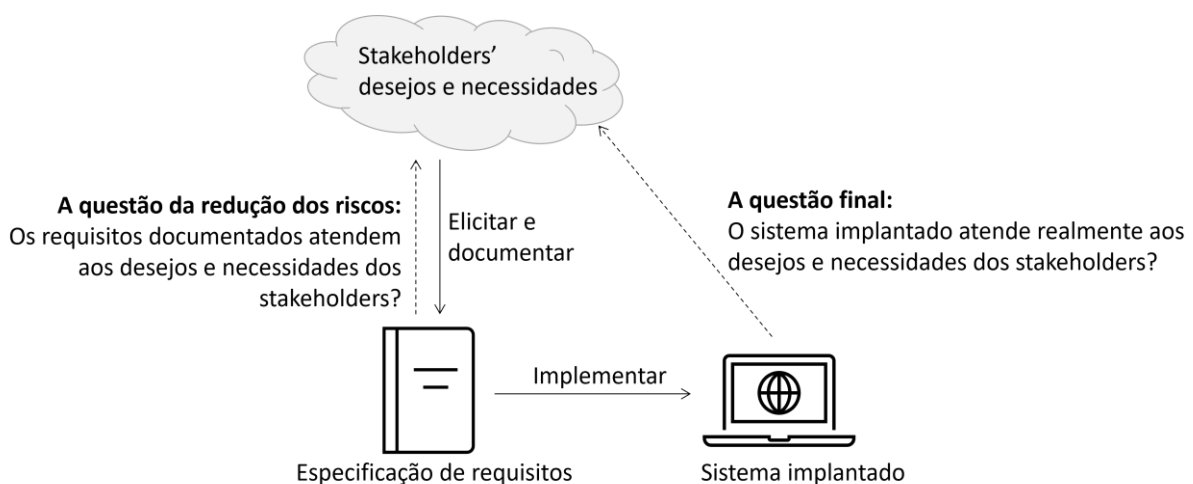 Stakeholders’
desejos e necessidades
A questão da redução dos riscos:
Os requisitos documentados atendem
aos desejos e necessidades dos
stakeholders?
Elicitar e
documentar
A questão final:
O sistema implantado atende realmente aos
desejos e necessidades dos stakeholders?
Implementar
Especificação de requisitos
Sistema implantado